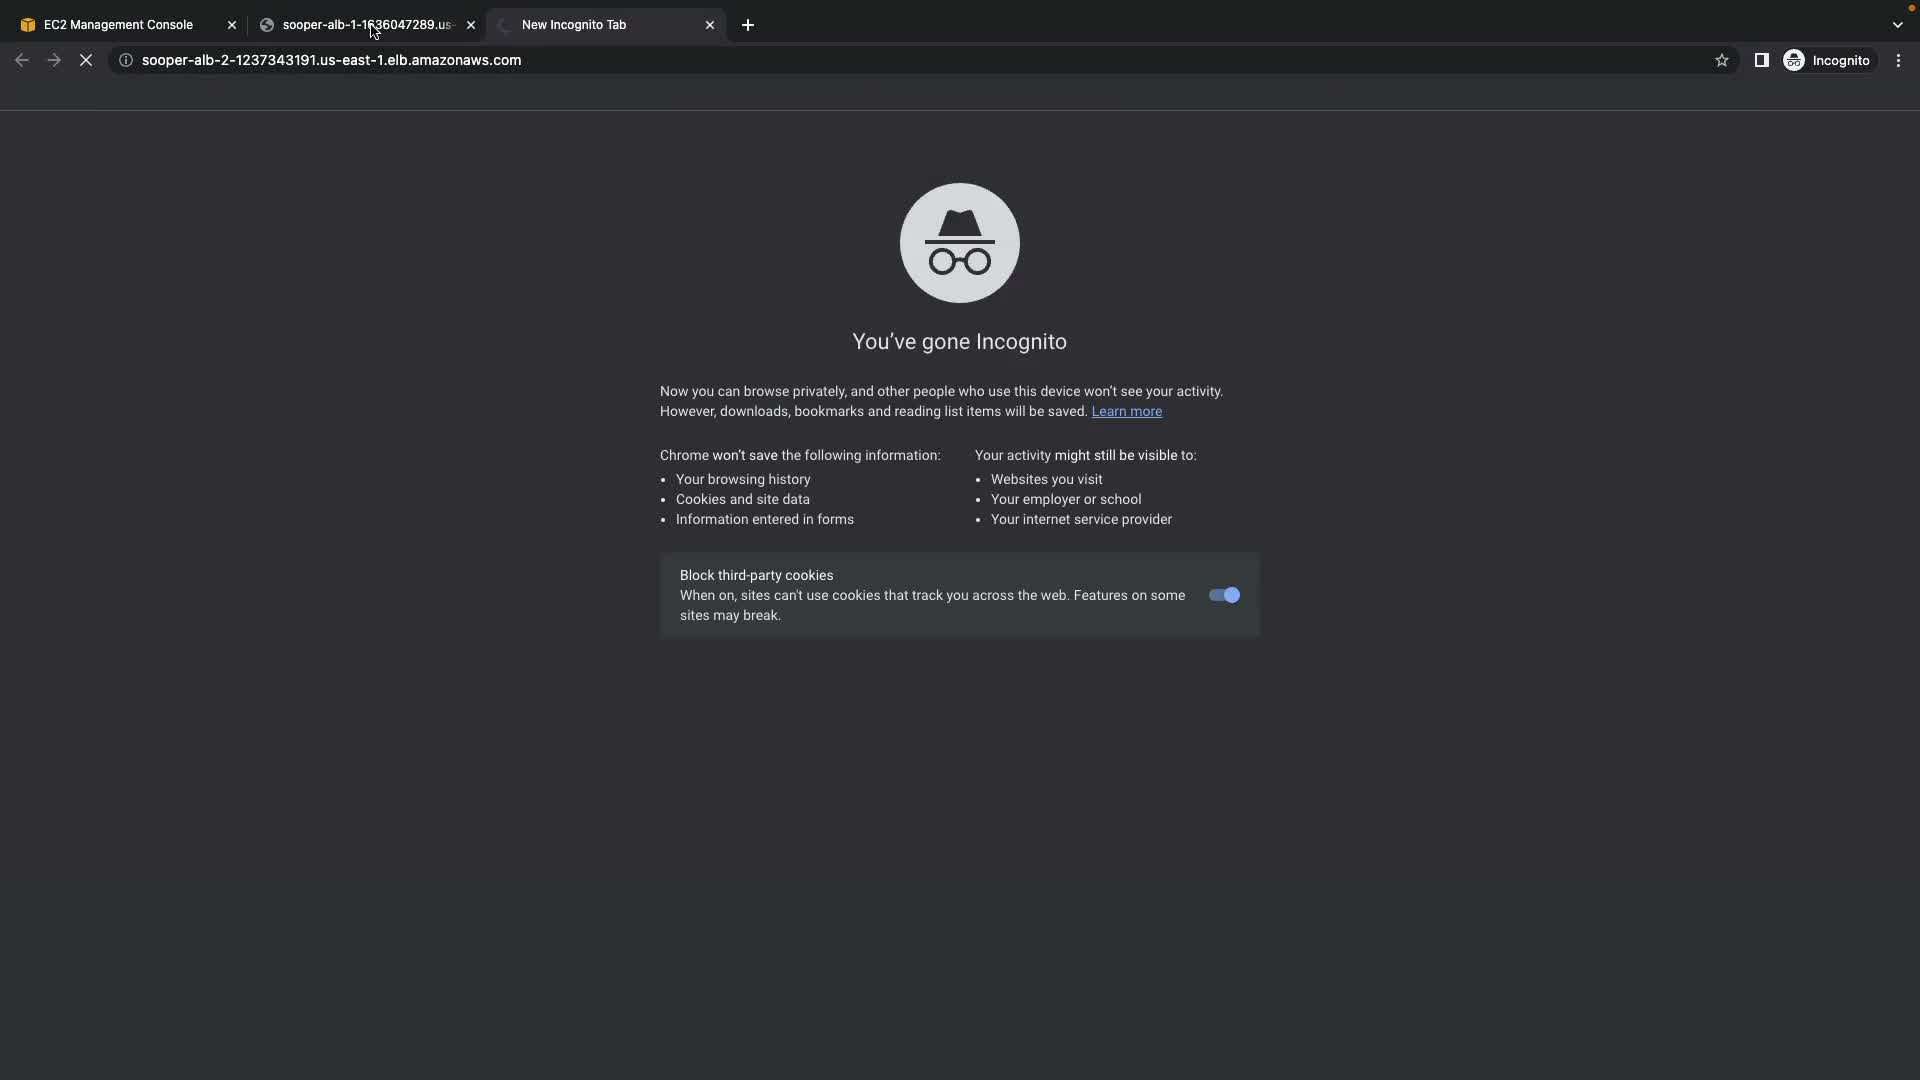 EC2 Management Console
sooper-alb-1-1636047289.us-
New Incognito Tab
sooper-alb-2-1237343191.us-east-1.elb.amazonaws.com
Incognito
You’ve gone Incognito
Now you can browse privately, and other people who use this device won’t see your activity.
However, downloads, bookmarks and reading list items will be saved. Learn more
Chrome won’t save the following information:
• Your browsing history
• Cookies and site data
• Information entered in forms
Your activity might still be visible to:
• Websites you visit
• Your employer or school
• Your internet service provider
Block third-party cookies
When on, sites can't use cookies that track you across the web. Features on some
sites may break.